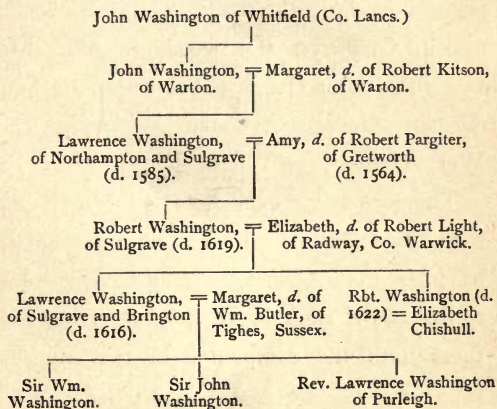 John Washington of Whitfield (Co. Lancs.)
John Washington, = Margaret, d. of Robert Kitson,
of Warton. of Warton.
Lawrence Washington, = Amy, d. of Robert Pargiter,
of Northampton and Sulgrave of Gretworth
(d. 1585). (d. 1564).
Robert Washington, = Elizabeth, d. of Robert Light,
of Sulgrave (d. 1619). of Radway, Co. Warwick.
Lawrence Washington, = Margaret, d. of Rbt. Washington (d.
of Sulgrave and Brington Wm. Butler, of 1622) = Elizabeth
(d. 1616). Tighes, Sussex. Chishull.
Sir Wm. Sir John Rev. Lawrence Washington
Washington. Washington. of Purleigh.